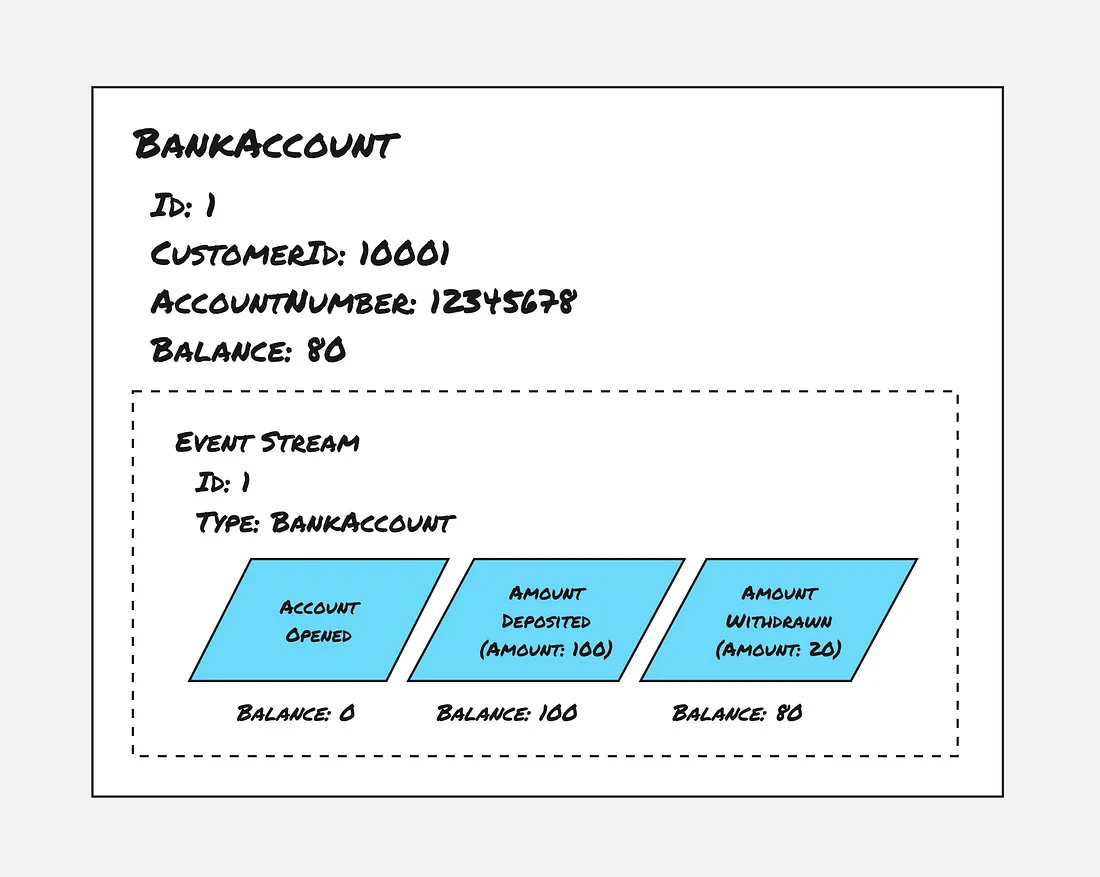 BankAccount
Id: 1
CustomerId: 10001
AccountNumber: 12345678
Balance: 80
Event Stream
Id: 1
Type: BankAccount
Account
Opened
Amount
Deposited
(Amount: 100)
Amount
Withdrawn
(Amount: 20)
Balance: 0
Balance: 100
Balance: 80